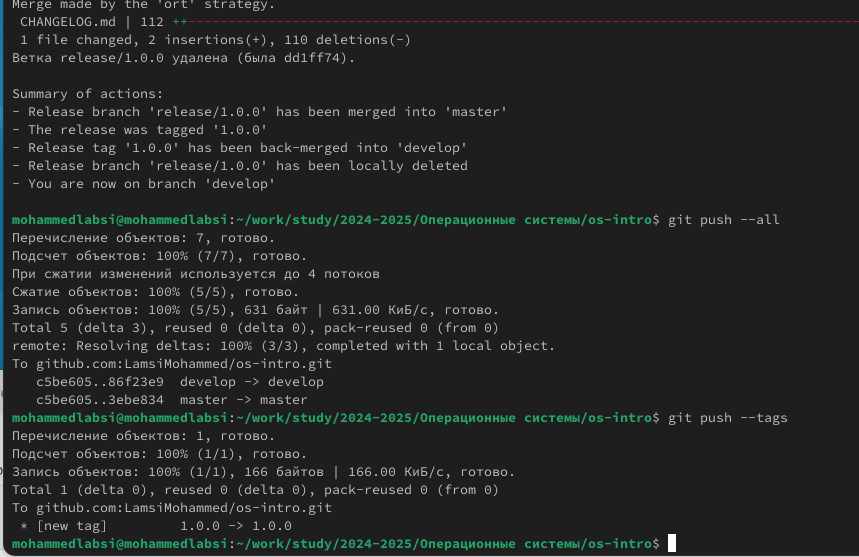 Merge made by the 'ort' strategy.
 CHANGELOG.md | 112 ++--------------------------------------------------------------------------------------
 1 file changed, 2 insertions(+), 110 deletions(-)
Ветка release/1.0.0 удалена (была dd1ff74).
Summary of actions:
- Release branch 'release/1.0.0' has been merged into 'master'
- The release was tagged '1.0.0'
- Release tag '1.0.0' has been back-merged into 'develop'
- Release branch 'release/1.0.0' has been locally deleted
- You are now on branch 'develop'
mohammedlabsi@mohammedlabsi:~/work/study/2024-2025/Операционные системы/os-intro$ git push --all
Перечисление объектов: 7, готово.
Подсчет объектов: 100% (7/7), готово.
При сжатии изменений используется до 4 потоков
Сжатие объектов: 100% (5/5), готово.
Запись объектов: 100% (5/5), 631 байт | 631.00 КиБ/с, готово.
Total 5 (delta 3), reused 0 (delta 0), pack-reused 0 (from 0)
remote: Resolving deltas: 100% (3/3), completed with 1 local object.
To github.com:LamsiMohammed/os-intro.git
   c5be605..86f23e9  develop -> develop
   c5be605..3ebe834  master -> master
mohammedlabsi@mohammedlabsi:~/work/study/2024-2025/Операционные системы/os-intro$ git push --tags
Перечисление объектов: 1, готово.
Подсчет объектов: 100% (1/1), готово.
Запись объектов: 100% (1/1), 166 байтов | 166.00 КиБ/с, готово.
Total 1 (delta 0), reused 0 (delta 0), pack-reused 0 (from 0)
To github.com:LamsiMohammed/os-intro.git
 * [new tag]         1.0.0 -> 1.0.0
mohammedlabsi@mohammedlabsi:~/work/study/2024-2025/Операционные системы/os-intro$